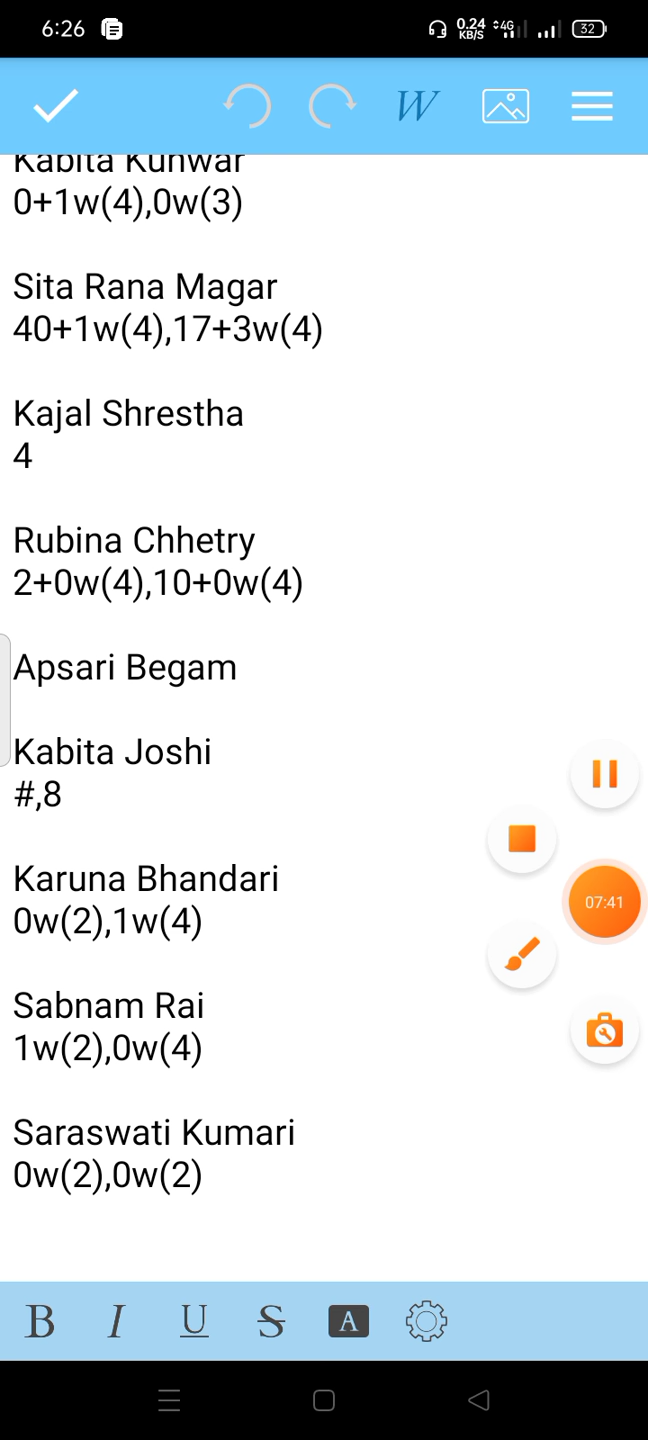 6:26
0.24
KB/S
4G
32
W
Kabita Kunwar
0+1w(4),0w(3)
Sita Rana Magar
40+1w(4),17+3w(4)
Kajal Shrestha
4
Rubina Chhetry
2+0w(4),10+0w(4)
Apsari Begam
Kabita Joshi
#,8
Karuna Bhandari
0w(2),1w(4)
Sabnam Rai
1w(2),0w(4)
Saraswati Kumari
0w(2),0w(2)
07:41
B I U S A